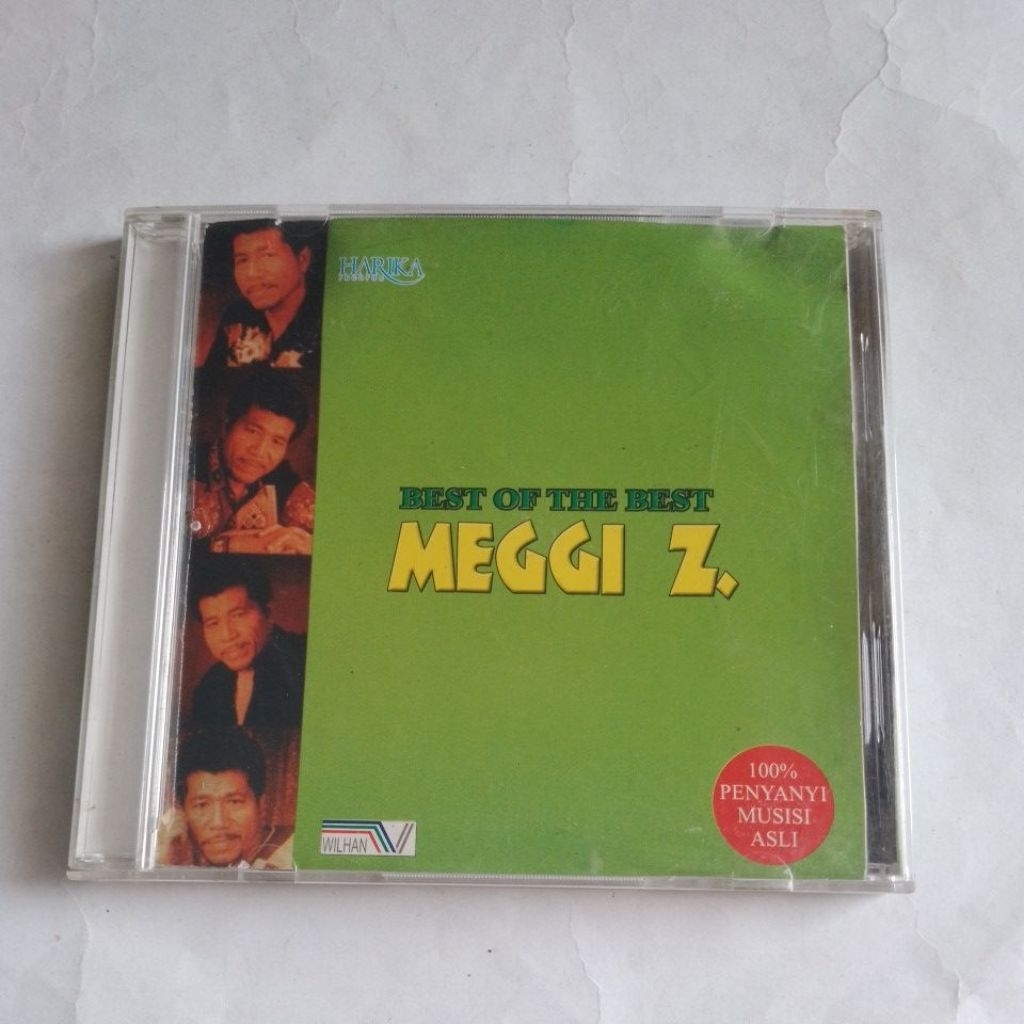 HARIKA
BEST OF THE BEST
MEGGI Z.
WILHAN
100%
PENYANYI
MUSISI
ASLI